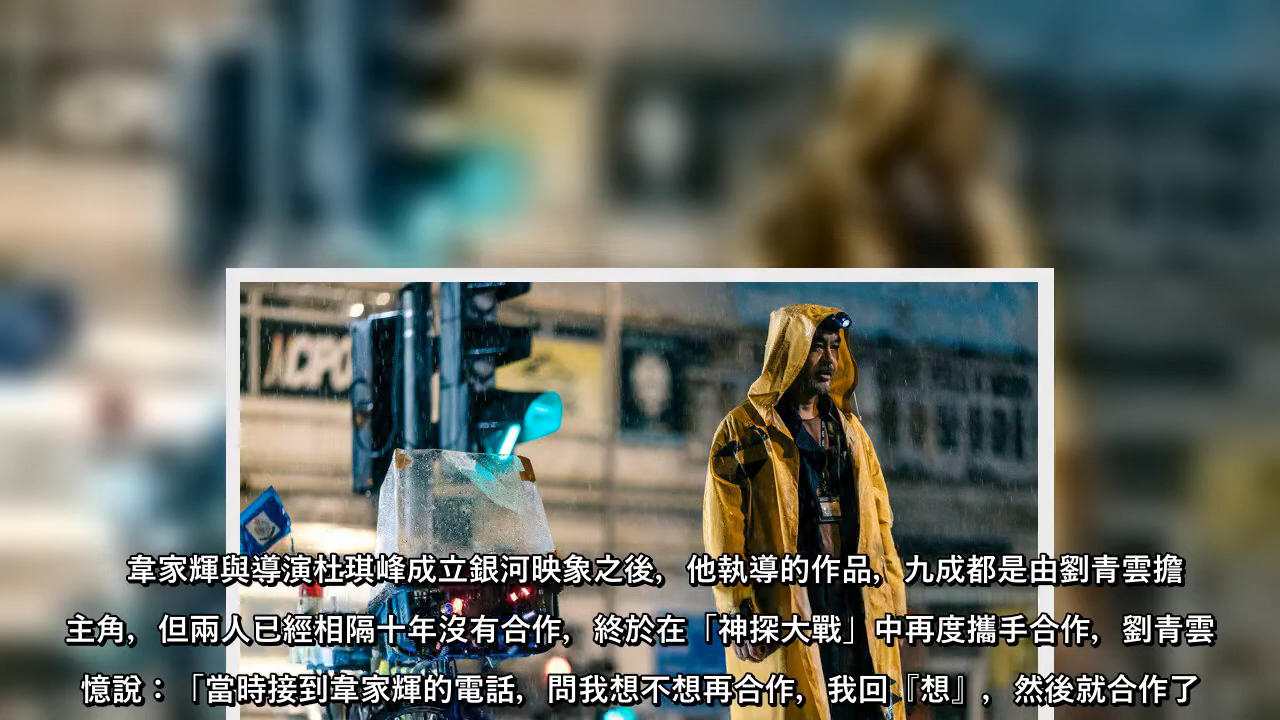 韋家輝與導演杜琪峰成立銀河映象之後，他執導的作品，九成都是由劉青雲擔
主角，但兩人已經相隔十年沒有合作，終於在「神探大戰」中再度攜手合作，劉青雲
憶說：「當時接到韋家輝的電話，問我想不想再合作，我回『想』，然後就合作了